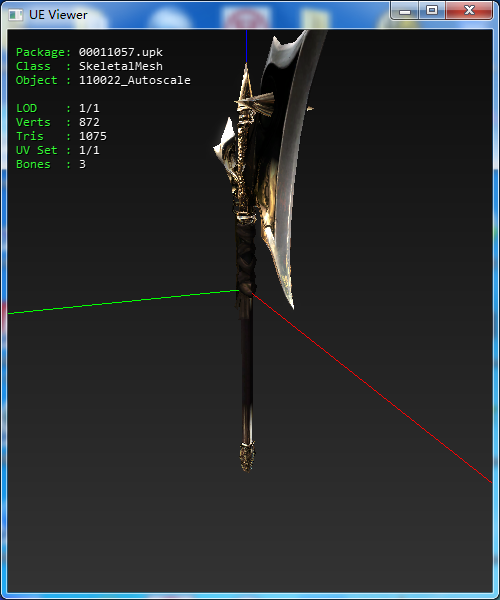 UE Viewer
Package: 00011057.upk
Class  : SkeletalMesh
Object : 110022_Autoscale
LOD    : 1/1
Verts  : 872
Tris   : 1075
UV Set : 1/1
Bones  : 3